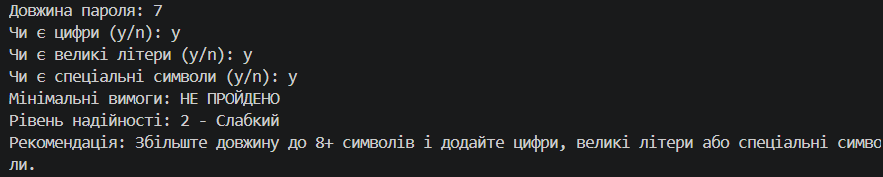 Довжина пароля: 7
Чи є цифри (y/n): y
Чи є великі літери (y/n): y
Чи є спеціальні символи (y/n): y
Мінімальні вимоги: НЕ ПРОЙДЕНО
Рівень надійності: 2 - Слабкий
Рекомендація: Збільште довжину до 8+ символів і додайте цифри, великі літери або спеціальні симво
ли.